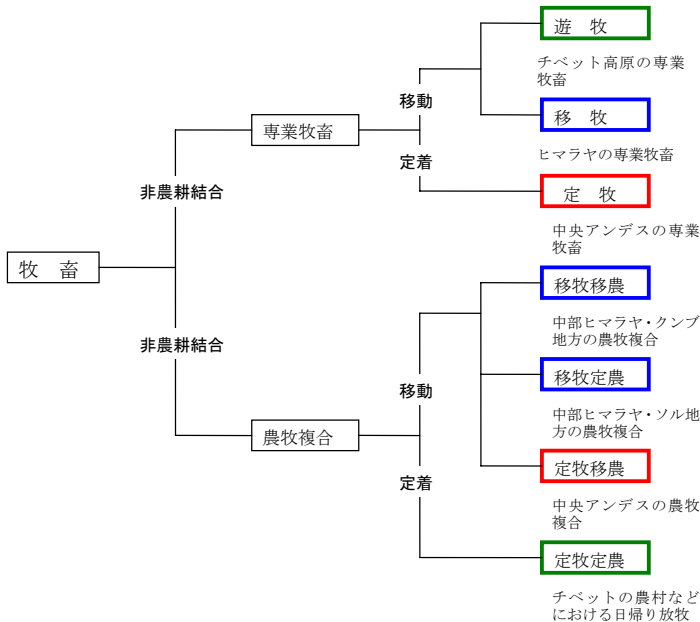 遊 牧
チベット高原の専業
牧畜
移動
移 牧
専業牧畜
ヒマラヤの専業牧畜
定着
非農耕結合
定 牧
中央アンデスの専業
牧畜
牧 畜
移牧移農
中部ヒマラヤ・クンブ
地方の農牧複合
非農耕結合
移牧定農
移動
中部ヒマラヤ・ソル地
方の農牧複合
農牧複合
定牧移農
定着
中央アンデスの農牧
複合
定牧定農
チベットの農村など
における日帰り放牧